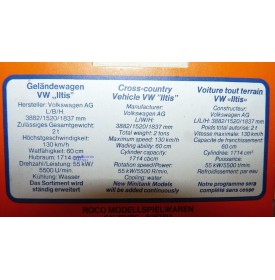 Geländewagen
VW „Iltis"
Hersteller: Volkswagen AG
L/B/H:
3882/1520/1837 mm
Zulässiges Gesamtgewicht:
2 t
Höchstgeschwindigkeit:
130 km/h
Watfähigkeit: 60 cm
Hubraum: 1714 cm³
Drehzahl/Leistung: 55 kW/
5500 U/min.
Kühlung: Wasser
Das Sortiment wird
ständig erweitert.
Cross-country
Vehicle VW "Iltis"
Manufacturer:
Volkswagen AG
L/W/H:
3882/1520/1837 mm
Total weight: 2 tons
Maximum speed:
130 km/h
Wading ability: 60 cm
Cylinder capacity
1714 cbcm
Rotation speed/Power:
55 kW/5500 U/min.
Cooling: water
New Minitank Models
will be added continuously
Voiture tout terrain
VW «Iltis»
Constructeur:
Volkswagen AG
L/L/H: 3882/1520/1837 mm
Poids total autorisé: 2 t
Vitesse maximum:
130 km/h
Guéabilité: 60 cm
Cylindrée: 1714 cm³
Puissance:
55 kW/5500 t/min.
Refroidissement: par eau
Notre programme sera
complété sans cesse
ROCO MODELLSPIELWAREN